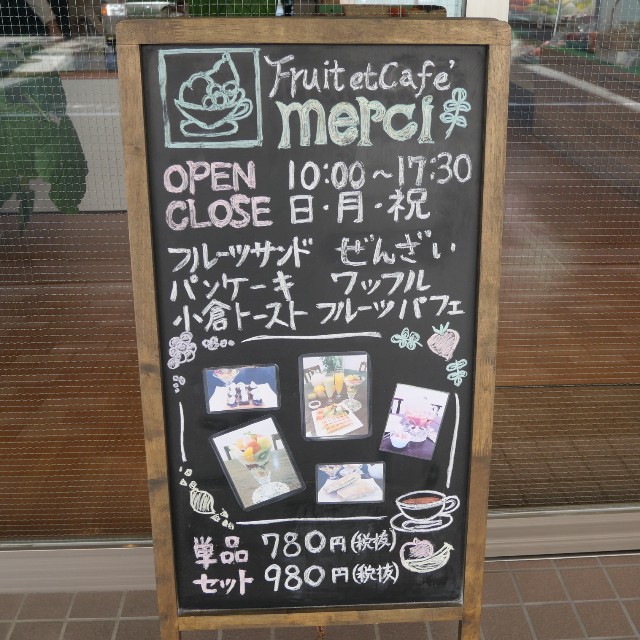 Fruit et Cafe'
merci
OPEN 10:00~17:30
CLOSE 日・月・祝
フルーツサンド ぜんざい
パンケーキ ワッフル
小倉トースト フルーツパフェ
単品 780円(税抜)
セット 980円(税抜)